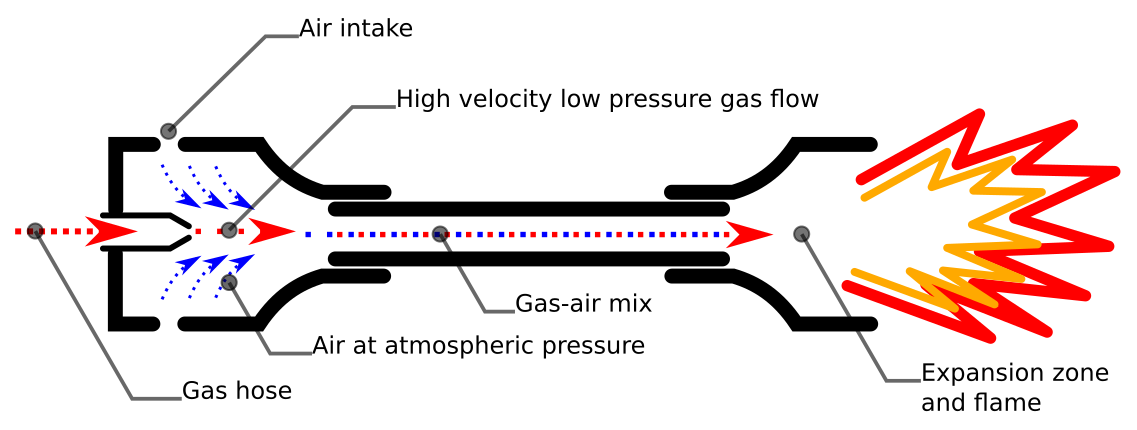 Air intake
High velocity low pressure gas flow
Gas-air mix
Air at atmospheric pressure
Gas hose
Expansion zone
and flame